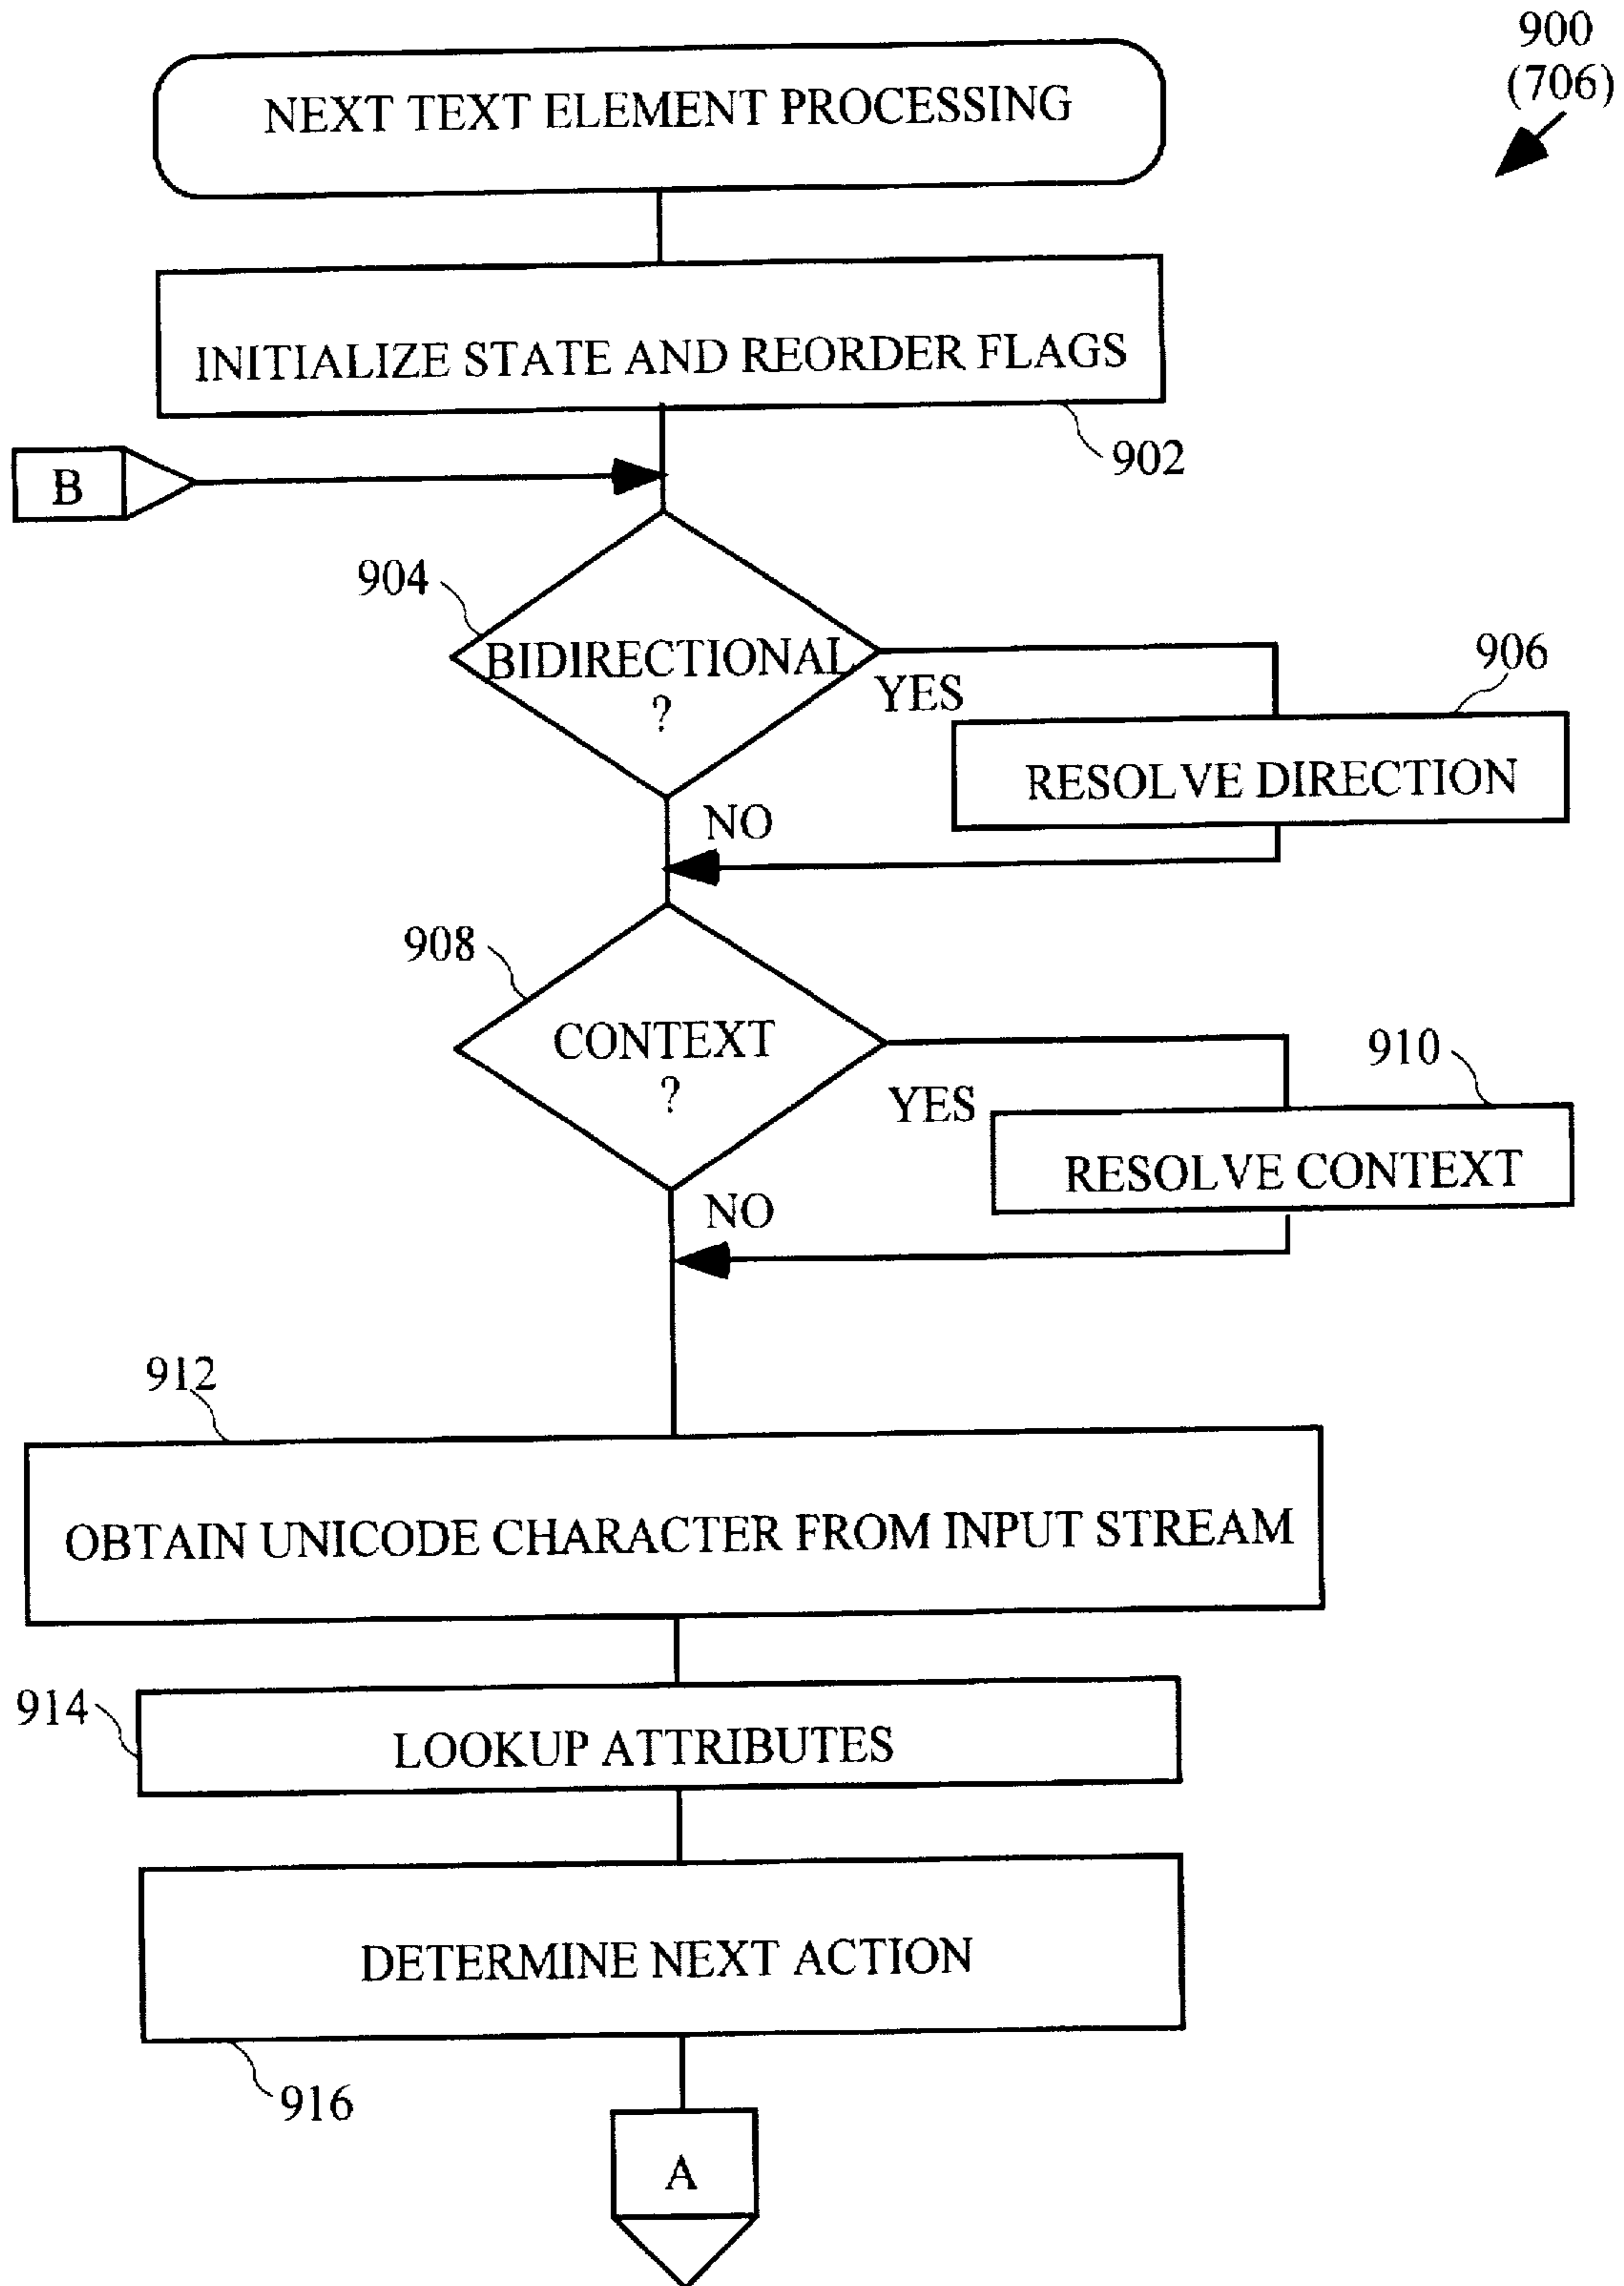 900
(706)
NEXT TEXT ELEMENT PROCESSING
INITIALIZE STATE AND REORDER FLAGS
902
B
904
BIDIRECTIONAL
?
YES
906
RESOLVE DIRECTION
NO
908
CONTEXT
?
YES
910
RESOLVE CONTEXT
NO
912
OBTAIN UNICODE CHARACTER FROM INPUT STREAM
914
LOOKUP ATTRIBUTES
DETERMINE NEXT ACTION
916
A